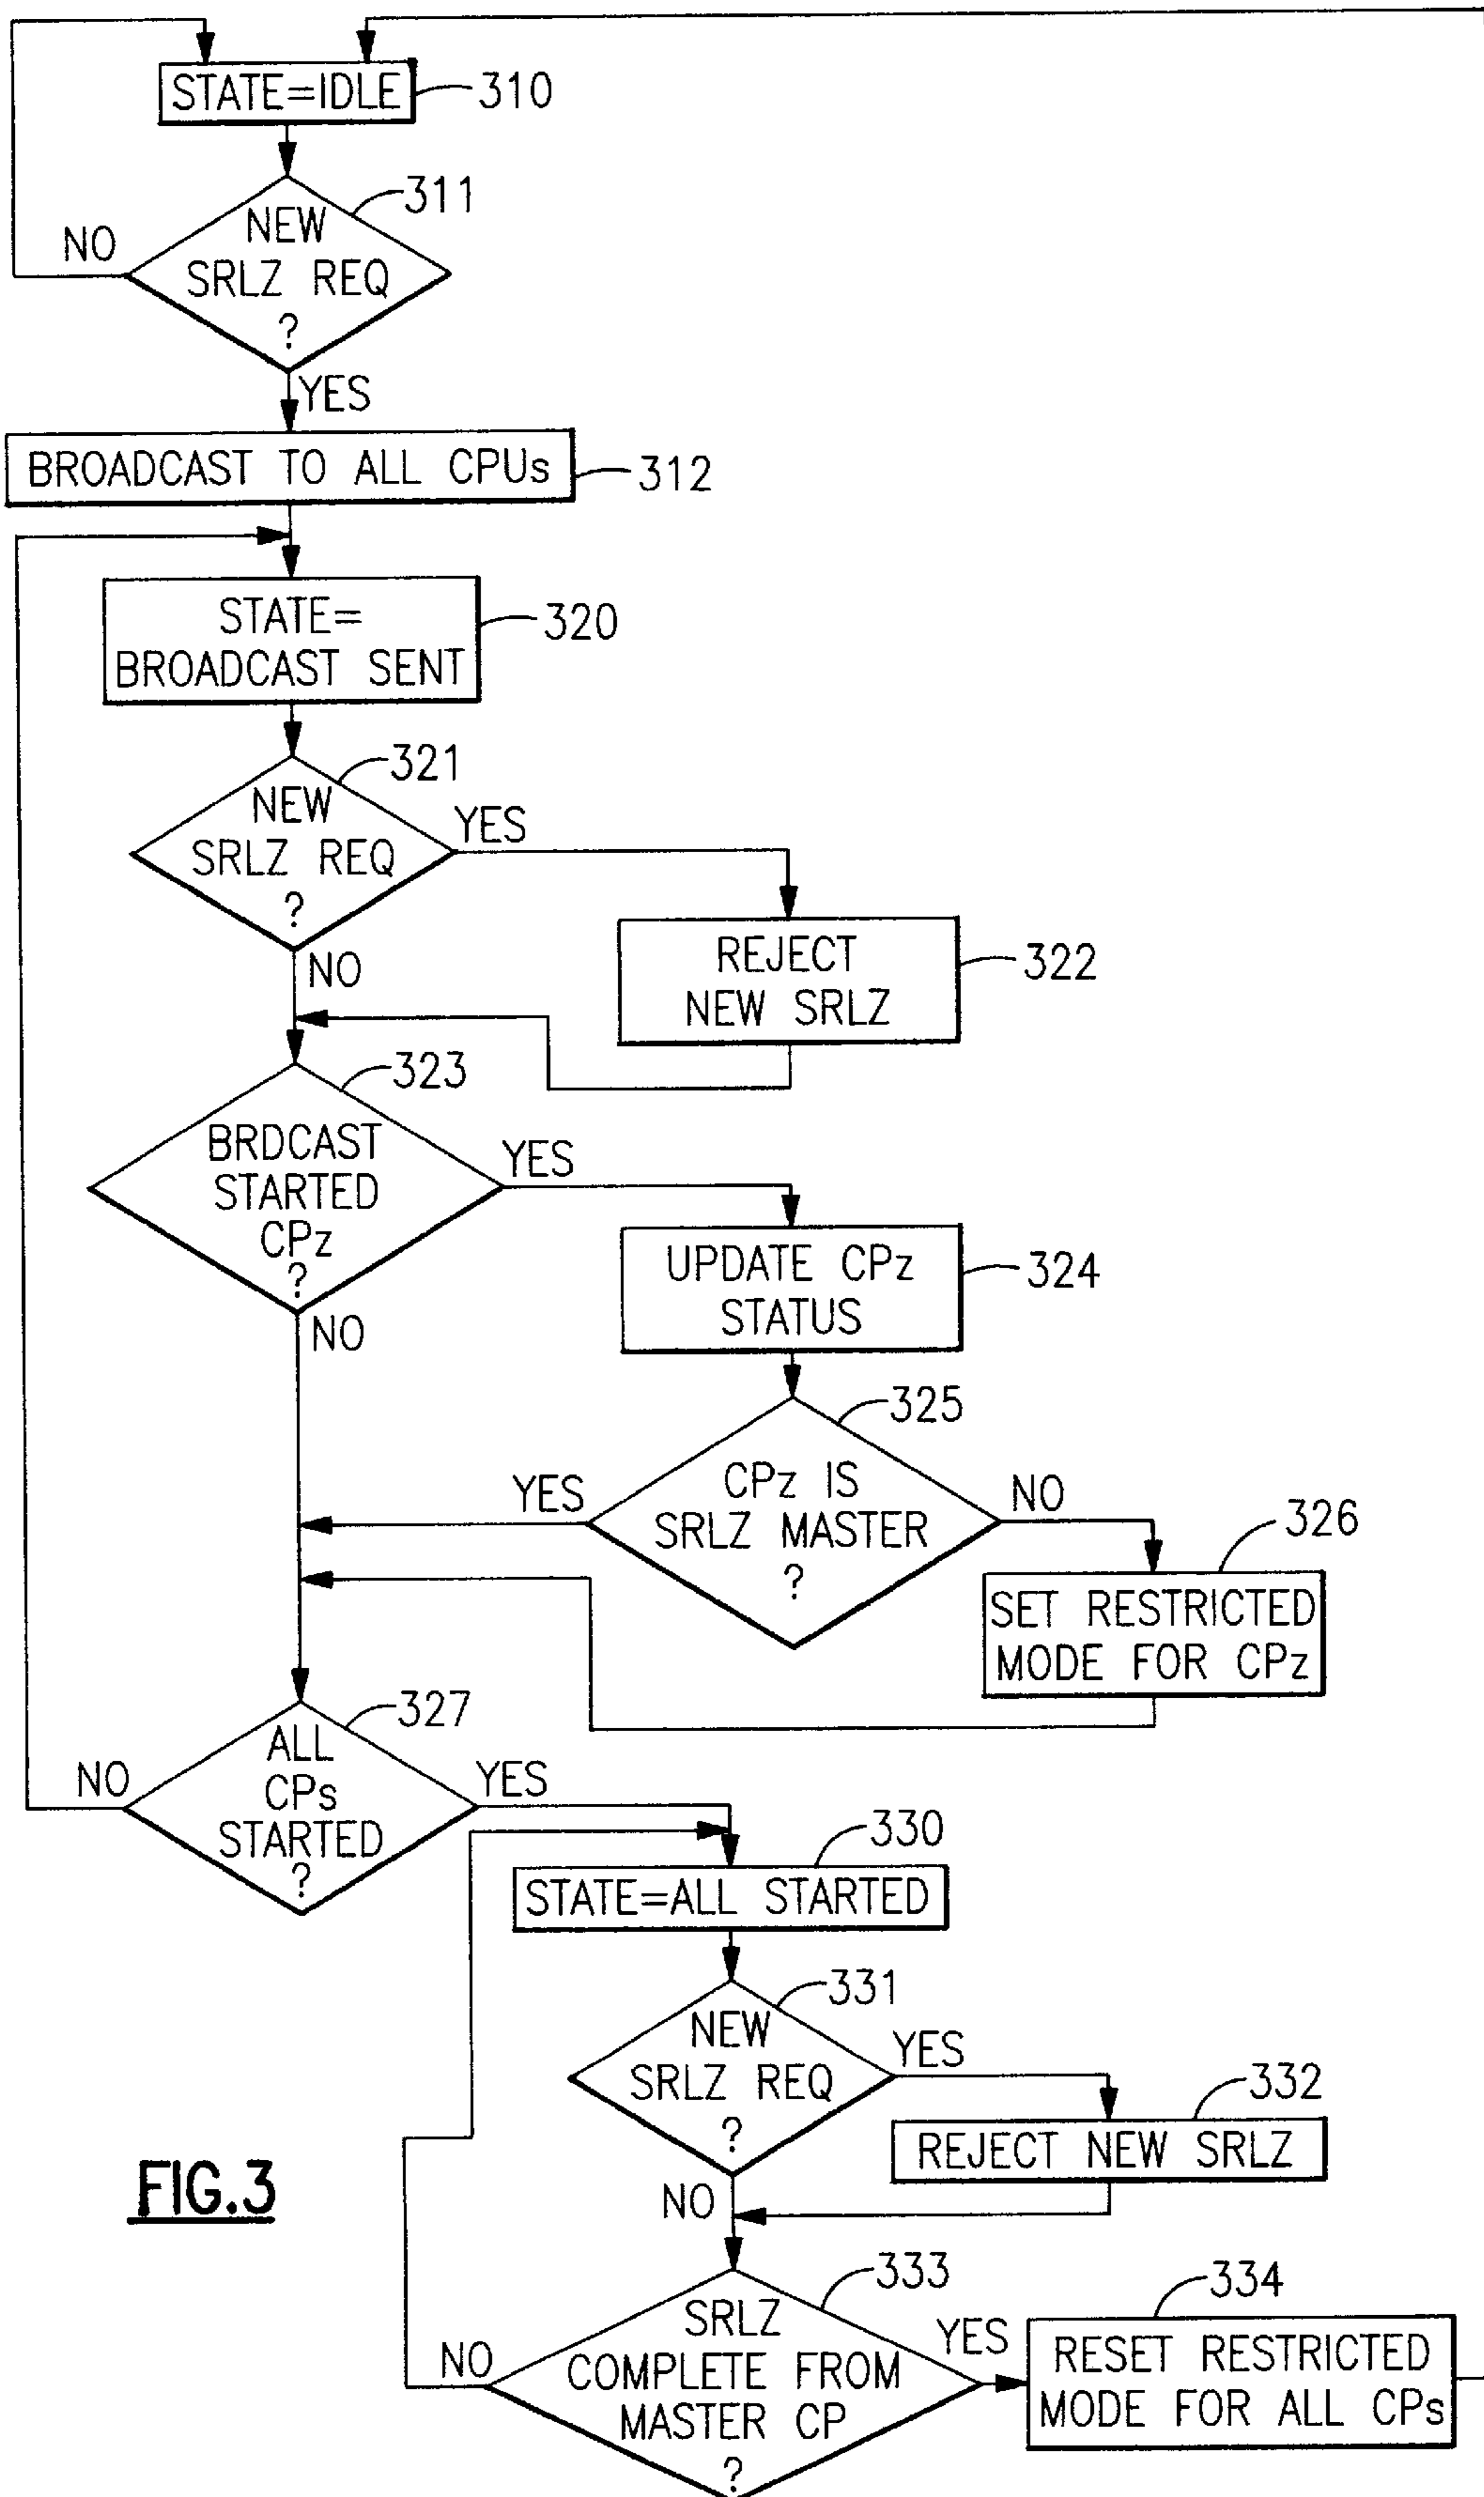 STATE=IDLE
310
311
NEW
SRLZ REQ
?
NO
YES
BROADCAST TO ALL CPUs
312
STATE=
BROADCAST SENT
320
321
NEW
SRLZ REQ
?
YES
NO
REJECT
NEW SRLZ
322
323
BRDCAST
STARTED
CPz
?
YES
NO
UPDATE CPz
STATUS
324
325
CPz IS
SRLZ MASTER
?
YES
NO
326
SET RESTRICTED
MODE FOR CPz
327
ALL
CPs
STARTED
?
NO
YES
330
STATE=ALL STARTED
331
NEW
SRLZ REQ
?
YES
NO
332
REJECT NEW SRLZ
333
SRLZ
COMPLETE FROM
MASTER CP
?
NO
YES
334
RESET RESTRICTED
MODE FOR ALL CPs
FIG.3